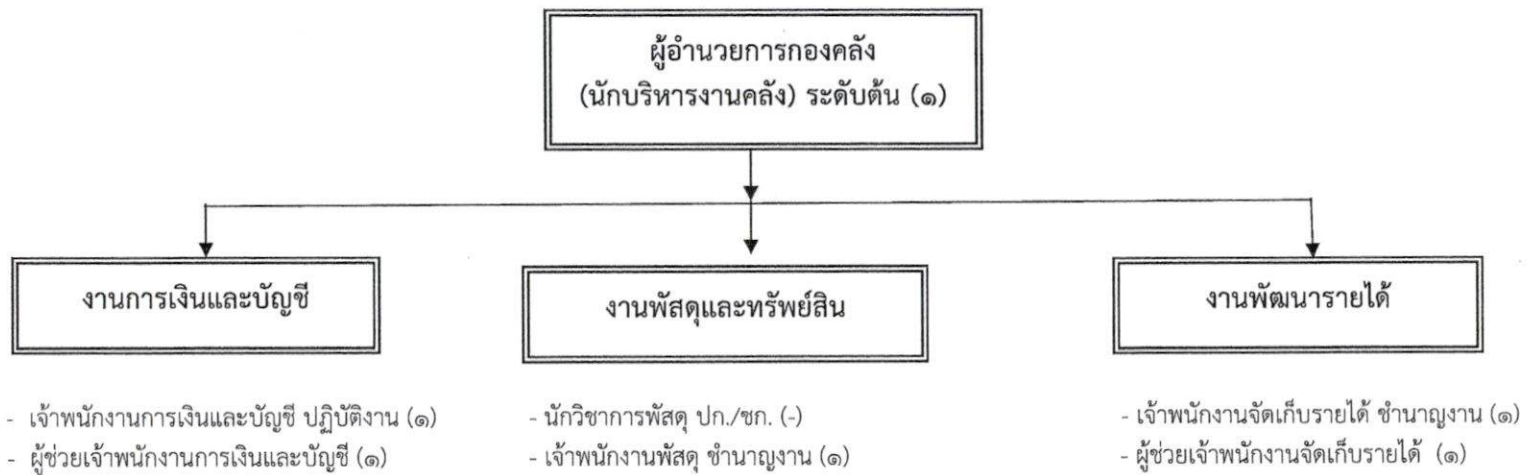 ผู้อำนวยการกองคลัง
(นักบริหารงานคลัง) ระดับต้น (๑)
งานการเงินและบัญชี
- เจ้าพนักงานการเงินและบัญชี ปฏิบัติงาน (๑)
- ผู้ช่วยเจ้าพนักงานการเงินและบัญชี (๑)
งานพัสดุและทรัพย์สิน
- นักวิชาการพัสดุ ปก./ชก. (-)
- เจ้าพนักงานพัสดุ ชำนาญงาน (๑)
งานพัฒนารายได้
- เจ้าพนักงานจัดเก็บรายได้ ชำนาญงาน (๑)
- ผู้ช่วยเจ้าพนักงานจัดเก็บรายได้ (๑)